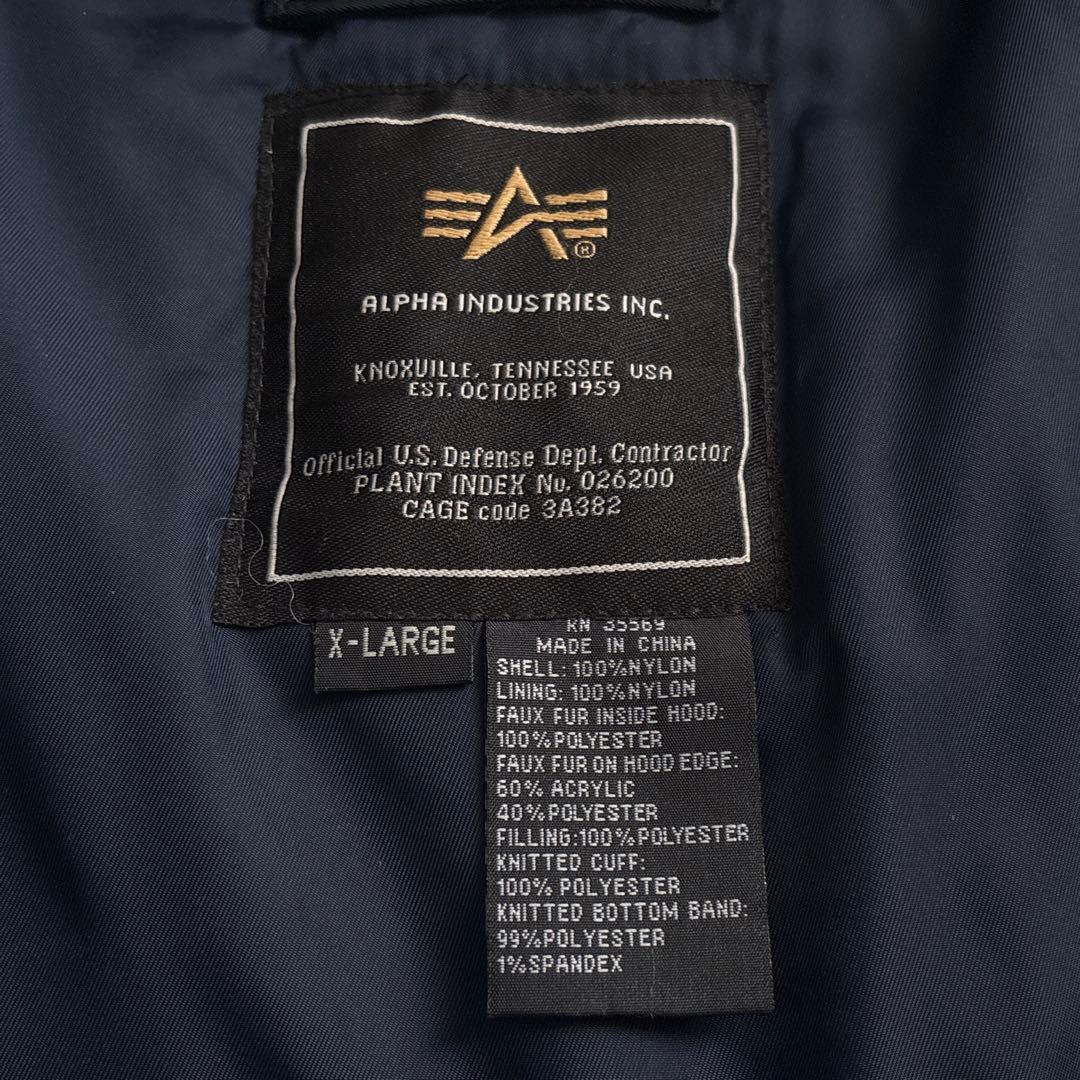 ALPHA INDUSTRIES INC.
KNOXVILLE, TENNESSEE USA
EST. OCTOBER 1959
Official U.S. Defense Dept. Contractor
PLANT INDEX No. 026200
CAGE code 3A382
X-LARGE
RN 35569
MADE IN CHINA
SHELL: 100%NYLON
LINING: 100%NYLON
FAUX FUR INSIDE HOOD:
100%POLYESTER
FAUX FUR ON HOOD EDGE:
60% ACRYLIC
40%POLYESTER
FILLING:100%POLYESTER
KNITTED CUFF:
100% POLYESTER
KNITTED BOTTOM BAND:
99%POLYESTER
1%SPANDEX